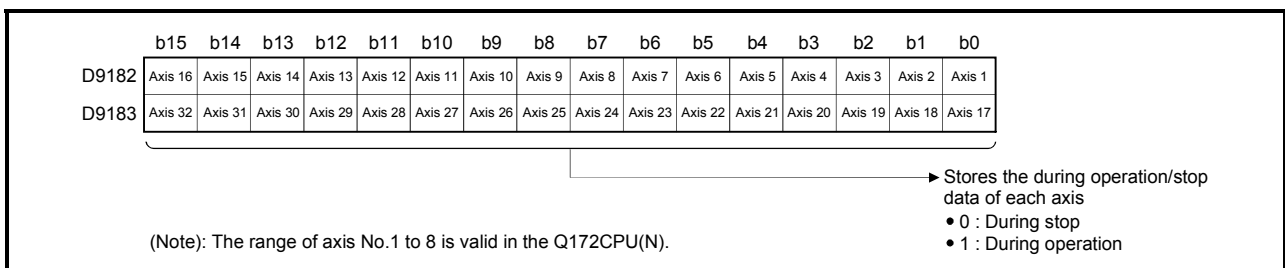 b15 b14 b13 b12 b11 b10 b9 b8 b7 b6 b5 b4 b3 b2 b1 b0
D9182 Axis 16 Axis 15 Axis 14 Axis 13 Axis 12 Axis 11 Axis 10 Axis 9 Axis 8 Axis 7 Axis 6 Axis 5 Axis 4 Axis 3 Axis 2 Axis 1
D9183 Axis 32 Axis 31 Axis 30 Axis 29 Axis 28 Axis 27 Axis 26 Axis 25 Axis 24 Axis 23 Axis 22 Axis 21 Axis 20 Axis 19 Axis 18 Axis 17
Stores the during operation/stop
data of each axis
• 0 : During stop
• 1 : During operation
(Note): The range of axis No.1 to 8 is valid in the Q172CPU(N).